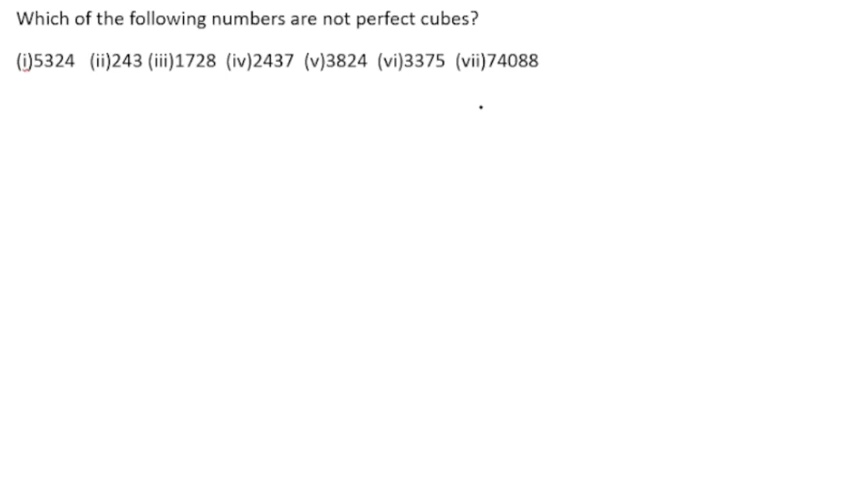 Which of the following numbers are not perfect cubes?
(i)5324 (ii)243 (iii)1728 (iv)2437 (v)3824 (vi)3375 (vii)74088